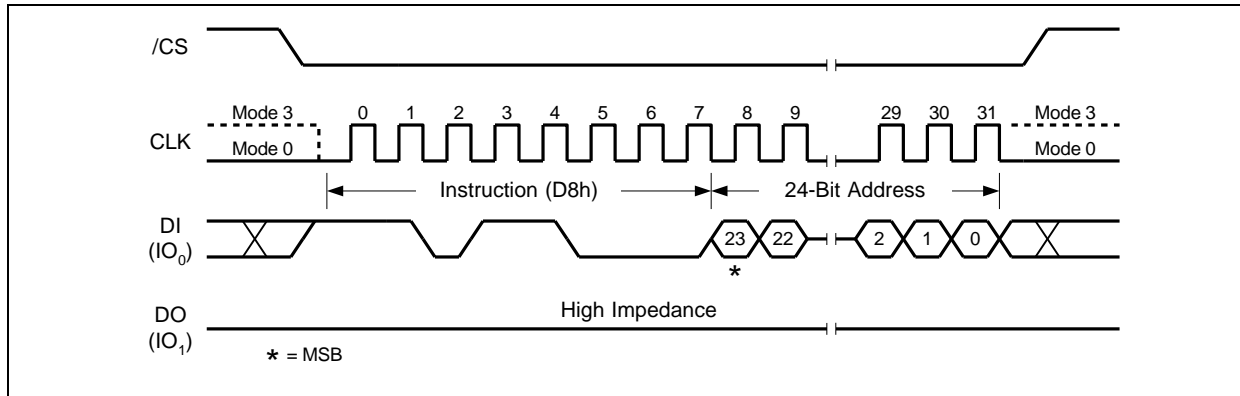 /CS
Mode 3 0 1 2 3 4 5 6 7 8 9 29 30 31 Mode 3
CLK
Mode 0 Mode 0
Instruction (D8h) 24-Bit Address
DI
(IO0)
23 22 2 1 0
*
High Impedance
DO
(IO1)
* = MSB